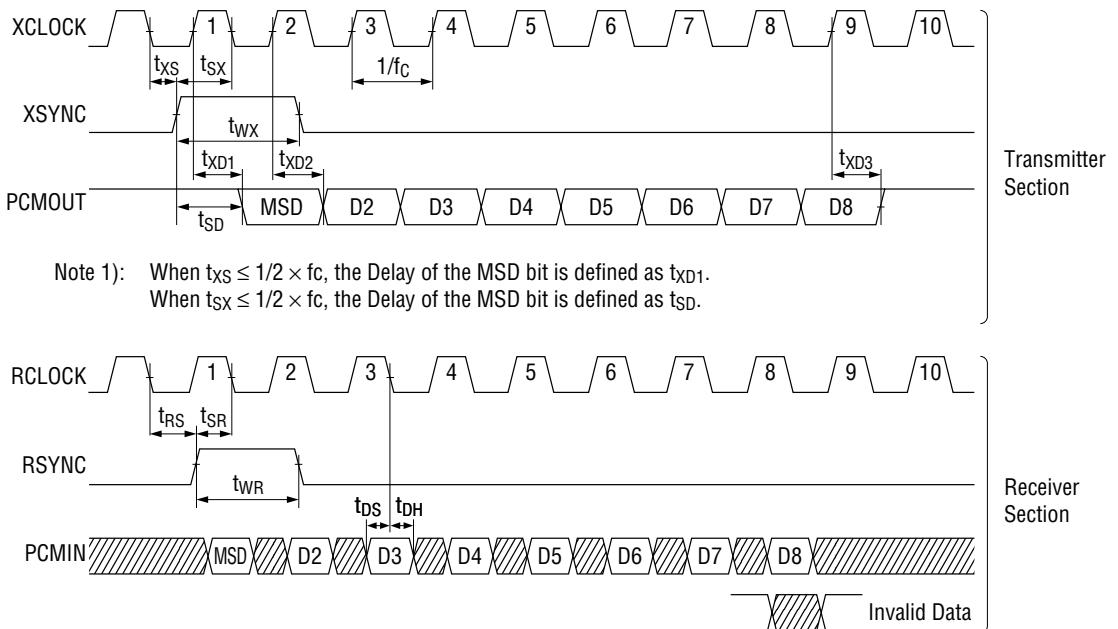 XCLOCK 1 2 3 4 5 6 7 8 9 10
tXS tSX 1/fC
XSYNC
tWX
tXD1 tXD2 tXD3
PCMOUT MSD D2 D3 D4 D5 D6 D7 D8
tSD
Transmitter
Section
Note 1): When tXS ≤ 1/2 × fc, the Delay of the MSD bit is defined as tXD1.
When tSX ≤ 1/2 × fc, the Delay of the MSD bit is defined as tSD.
RCLOCK 1 2 3 4 5 6 7 8 9 10
tRS tSR
RSYNC
tWR
tDS tDH
PCMIN MSD D2 D3 D4 D5 D6 D7 D8
Receiver
Section
Invalid Data